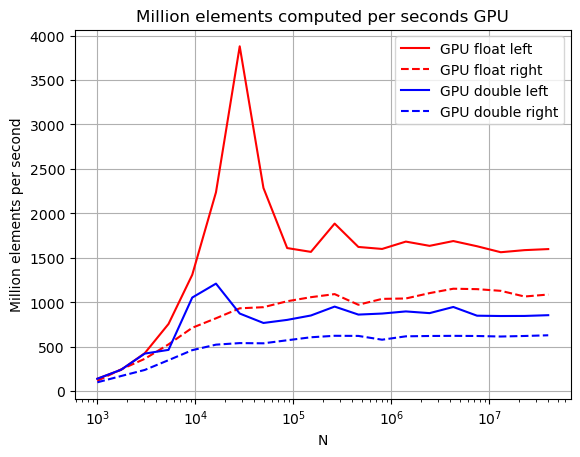 Million elements computed per seconds GPU
4000
3500
3000
2500
2000
1500
1000
500
0
Million elements per second
GPU float left
GPU float right
GPU double left
GPU double right
10³ 10⁴ 10⁵ 10⁶ 10⁷
N